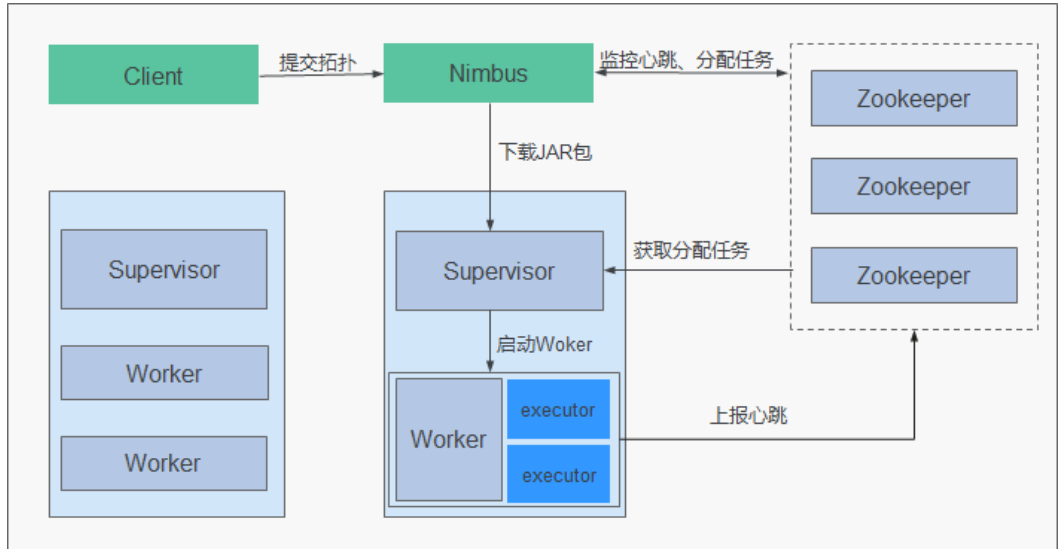 Client
提交拓扑
Nimbus
监控心跳、分配任务
Zookeeper
下载JAR包
Zookeeper
Supervisor
Supervisor
获取分配任务
Zookeeper
启动Woker
Worker
Worker
executor
executor
上报心跳
Worker